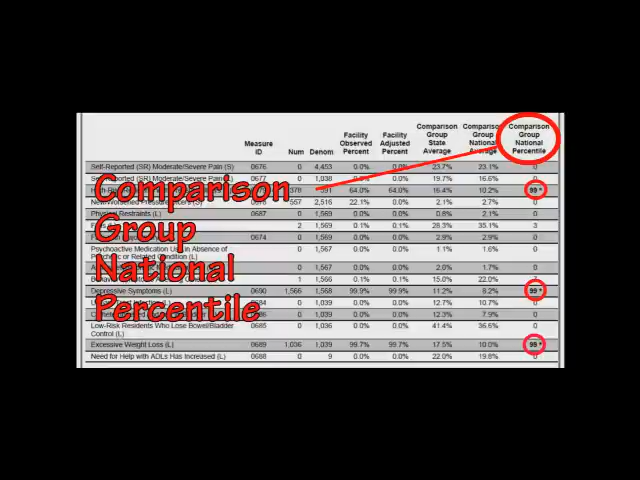 Comparison Comparison Comparison
Facility Facility Group Group Group
Measure Observed Adjusted State National National
ID Num Denom Percent Percent Average Average Percentile
Self-Reported (SR) Moderate/Severe Pain (S) 0676 0 4,453 0.0% 0.0% 23.7% 23.1% 0
0677 0 1,038 0.0% 19.7% 16.6% 0
64.0% 64.0% 16.4% 10.2% 99 *
557 2,516 22.1% 2.1% 2.7% 0
Physical Restraints (L) 0687 0 1,569 0.0% 0.0% 0.8% 2.1% 0
2 1,569 0.1% 0.1% 28.3% 35.1% 3
0674 0 1,569 0.0% 0.0% 2.9% 2.9% 0
Psychoactive Medication Use in Absence of
Psychotic or Related Condition (L) 0 1,567 0.0% 0.0% 1.1% 1.6% 0
0 1,567 0.0% 0.0% 2.0% 1.7% 0
1 1,566 0.1% 0.1% 15.0% 22.0%
Depressive Symptoms (L) 0690 1,566 1,568 99.9% 99.9% 11.2% 99 *
0 1,036 0.0% 0.0% 12.7% 10.7% 0
0 1,036 0.0% 0.0% 12.3% 7.9% 0
Low-Risk Residents Who Lose Bowel/Bladder
Control (L) 0685 0 1,036 0.0% 0.0% 41.4% 36.6% 0
Excessive Weight Loss (L) 0689 1,036 1,039 99.7% 99.7% 17.5% 10.0% 99 *
Need for Help with ADLs Has Increased (L) 0688 0 9 0.0% 0.0% 22.0% 19.8% 0
Comparison
Group
National
Percentile